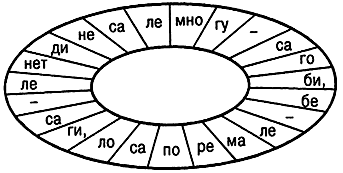 нет ди не са ле мно гу – са го би, бе – ле ма ре по са ло ги, са – ле